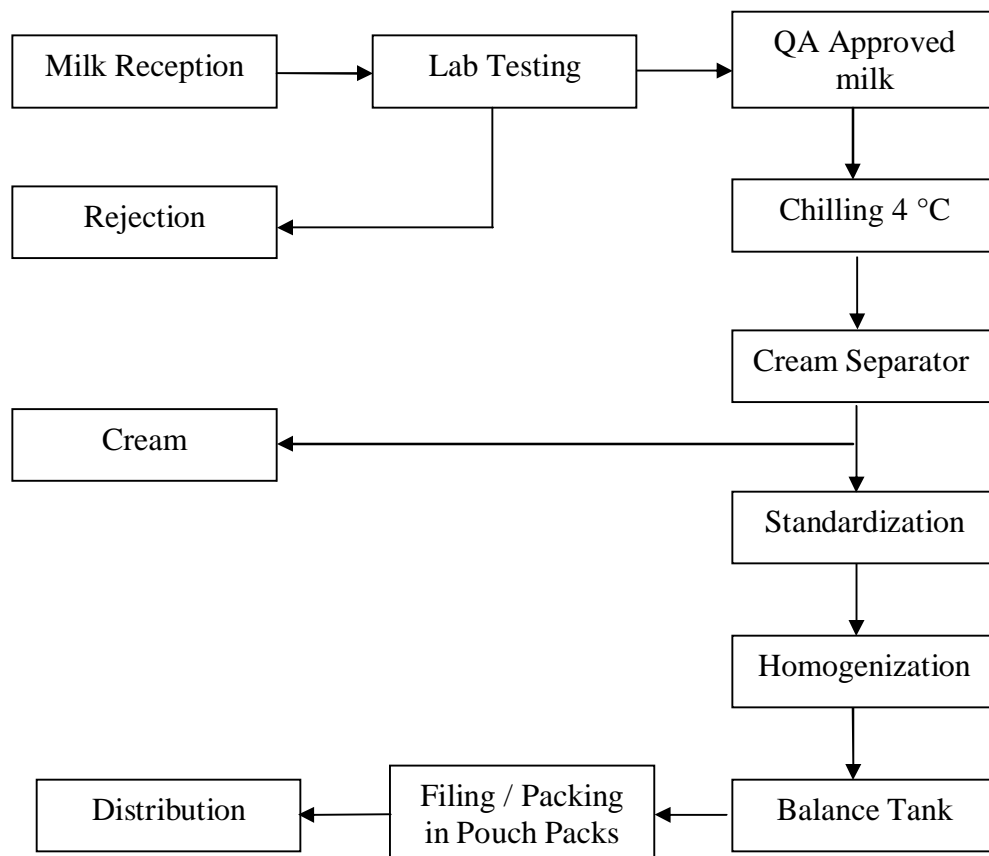 Milk Reception
Lab Testing
QA Approved
milk
Rejection
Chilling 4 °C
Cream Separator
Cream
Standardization
Homogenization
Distribution
Filing / Packing
in Pouch Packs
Balance Tank